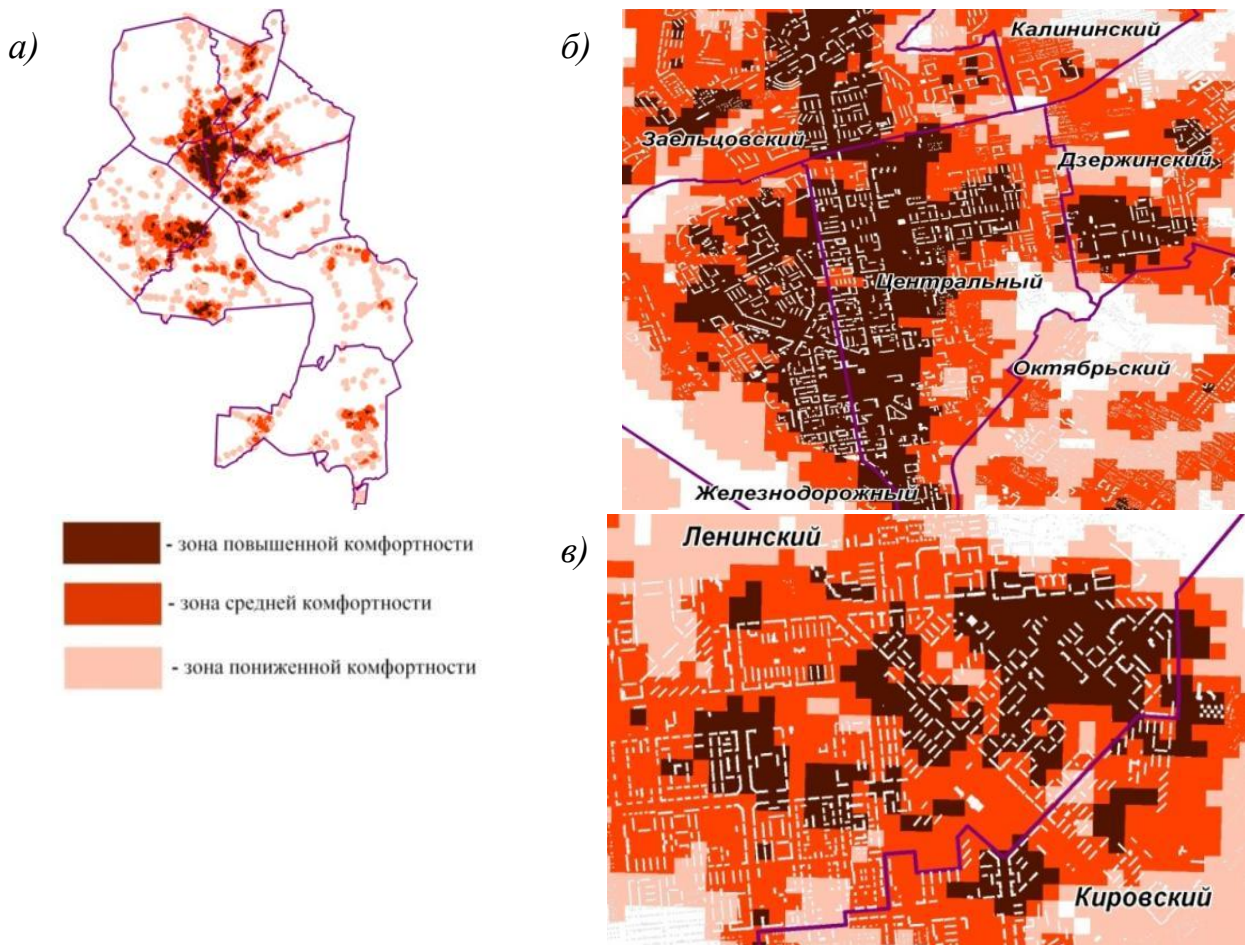 а)
б)
Калининский
Заельцовский
Дзержинский
Центральный
Октябрьский
Железнодорожный
- зона повышенной комфортности
- зона средней комфортности
- зона пониженной комфортности
в)
Ленинский
Кировский